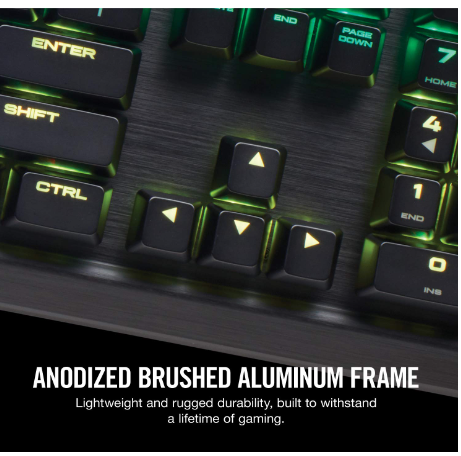 END
PAGE
DOWN
7
HOME
ENTER
SHIFT
4
CTRL
1
END
0
INS
ANODIZED BRUSHED ALUMINUM FRAME
Lightweight and rugged durability, built to withstand
a lifetime of gaming.